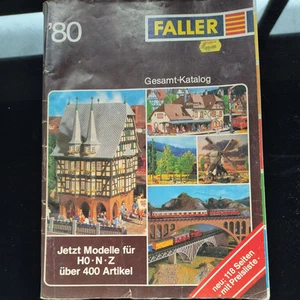 '80
FALLER
Gesamt-Katalog
Jetzt Modelle für
H0·N·Z
über 400 Artikel
neu: 118 Seiten
mit Preisliste